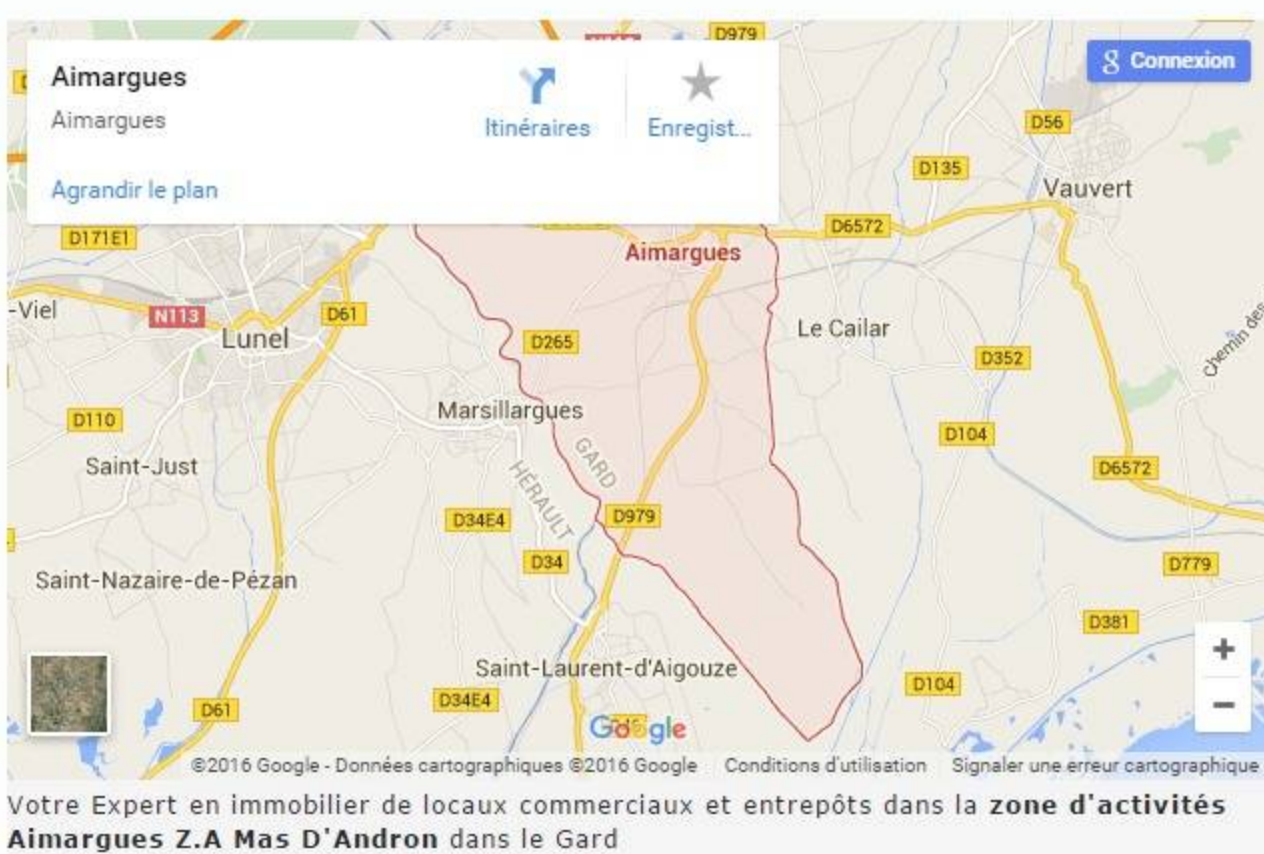 D979
Aimargues
Connexion
Aimargues
Itinéraires
Enregist...
Agrandir le plan
D56
D135
Vauvert
D6572
D171E1
Aimargues
-Viel
N113
D61
Lunel
D265
Le Cailar
Chemin des
D352
D110
Marsillargues
D104
Saint-Just
GARD
HÉRAULT
D6572
D34E4
D979
D34
D779
Saint-Nazaire-de-Pézan
D381
+
Saint-Laurent-d'Aigouze
D104
D34E4
D61
−
Google
©2016 Google - Données cartographiques ©2016 Google Conditions d'utilisation Signaler une erreur cartographique
Votre Expert en immobilier de locaux commerciaux et entrepôts dans la zone d'activités
Aimargues Z.A Mas D'Andron dans le Gard